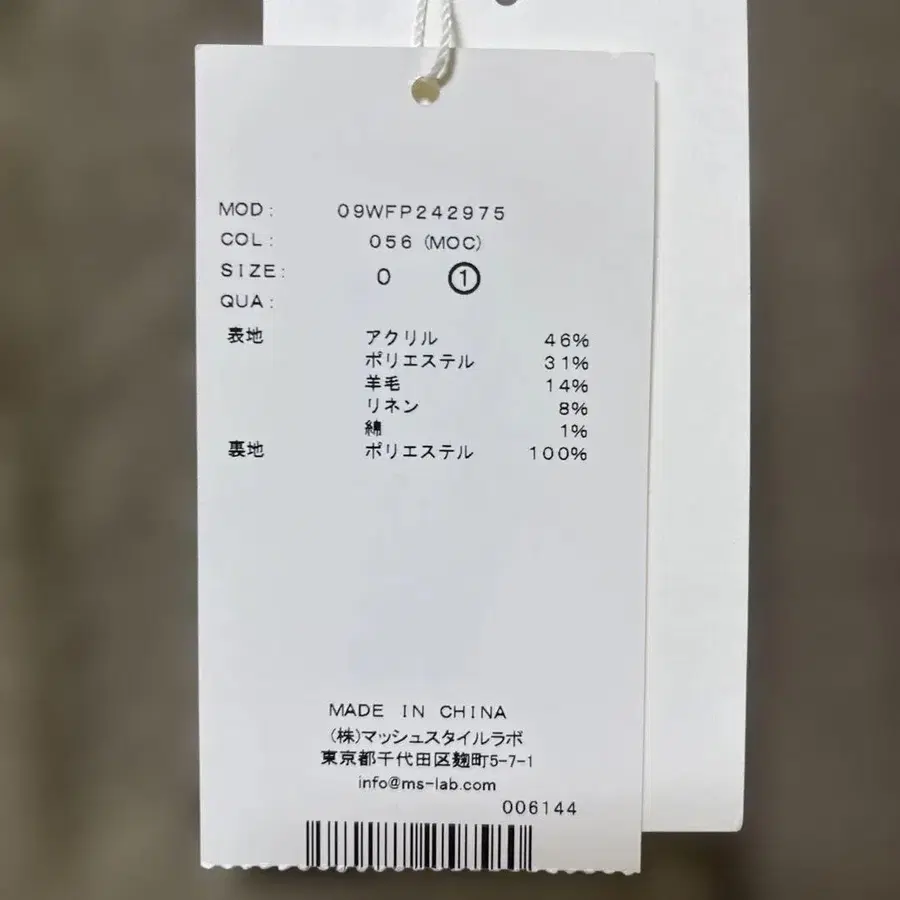 MOD: 09WFP242975
COL: 056 (MOC)
SIZE: 0 ①
QUA:
表地 アクリル 46%
ポリエステル 31%
羊毛 14%
リネン 8%
綿 1%
裏地 ポリエステル 100%
MADE IN CHINA
(株)マッシュスタイルラボ
東京都千代田区麹町5-7-1
info@ms-lab.com
006144